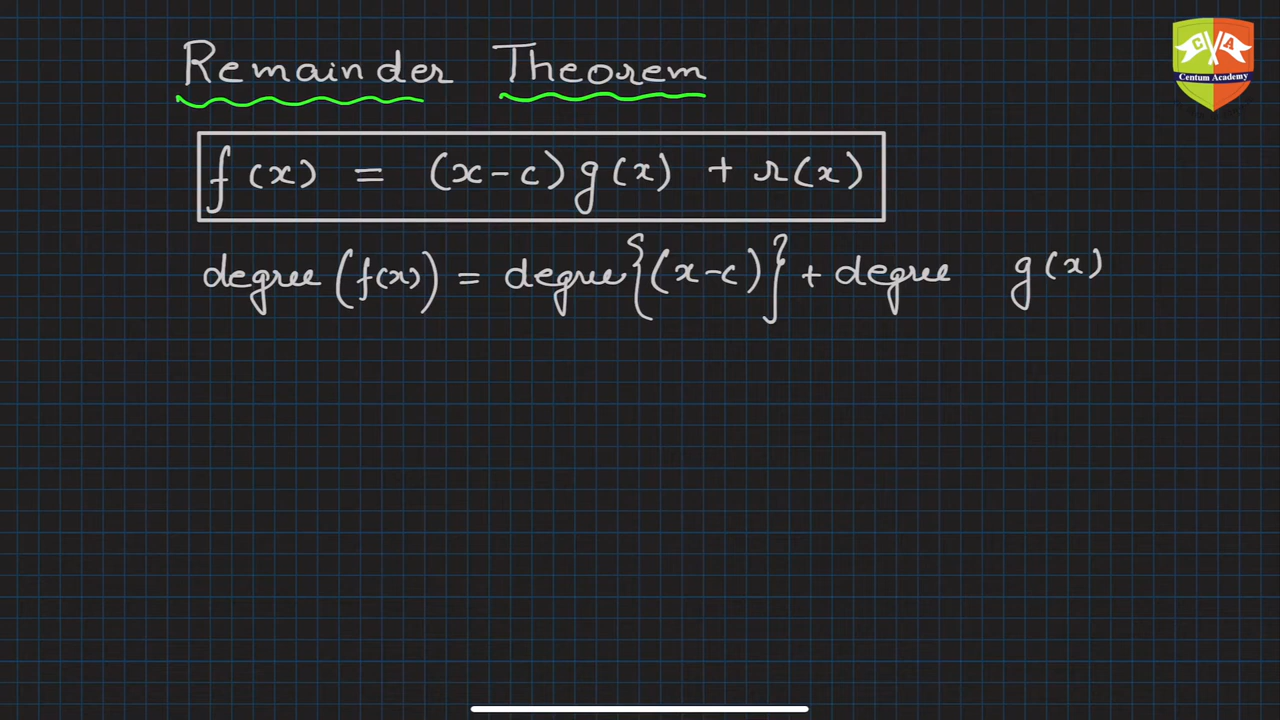 Remainder Theorem
f(x) = (x-c) g(x) + r(x)
degree (f(x)) = degree {(x-c)} + degree g(x)
C A
Centum Academy